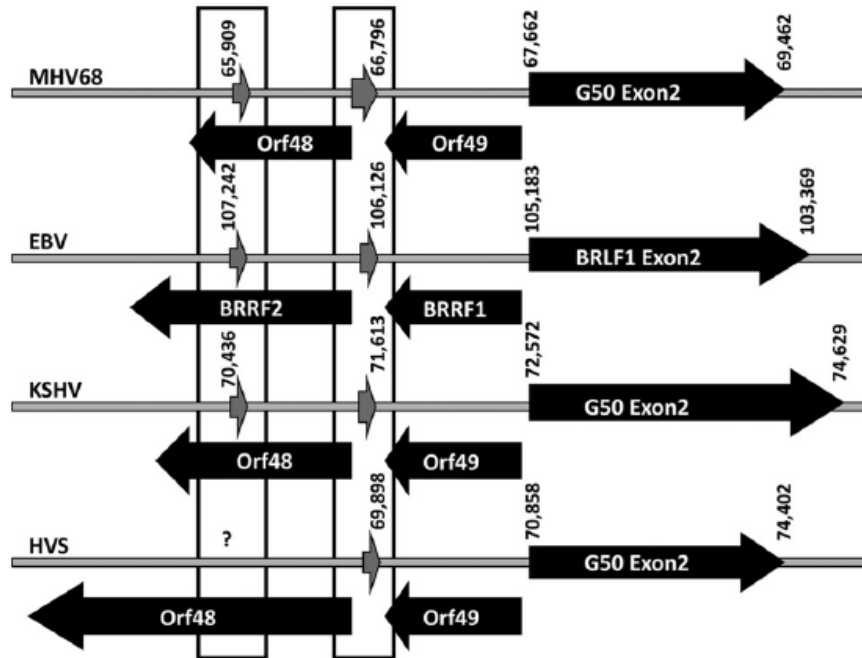 65,909
66,796
67,662
69,462
MHV68
G50 Exon2
Orf48
Orf49
107,242
106,126
105,183
103,369
EBV
BRLF1 Exon2
BRRF2
BRRF1
70,436
71,613
72,572
74,629
KSHV
G50 Exon2
Orf48
Orf49
69,898
70,858
74,402
HVS
?
G50 Exon2
Orf48
Orf49